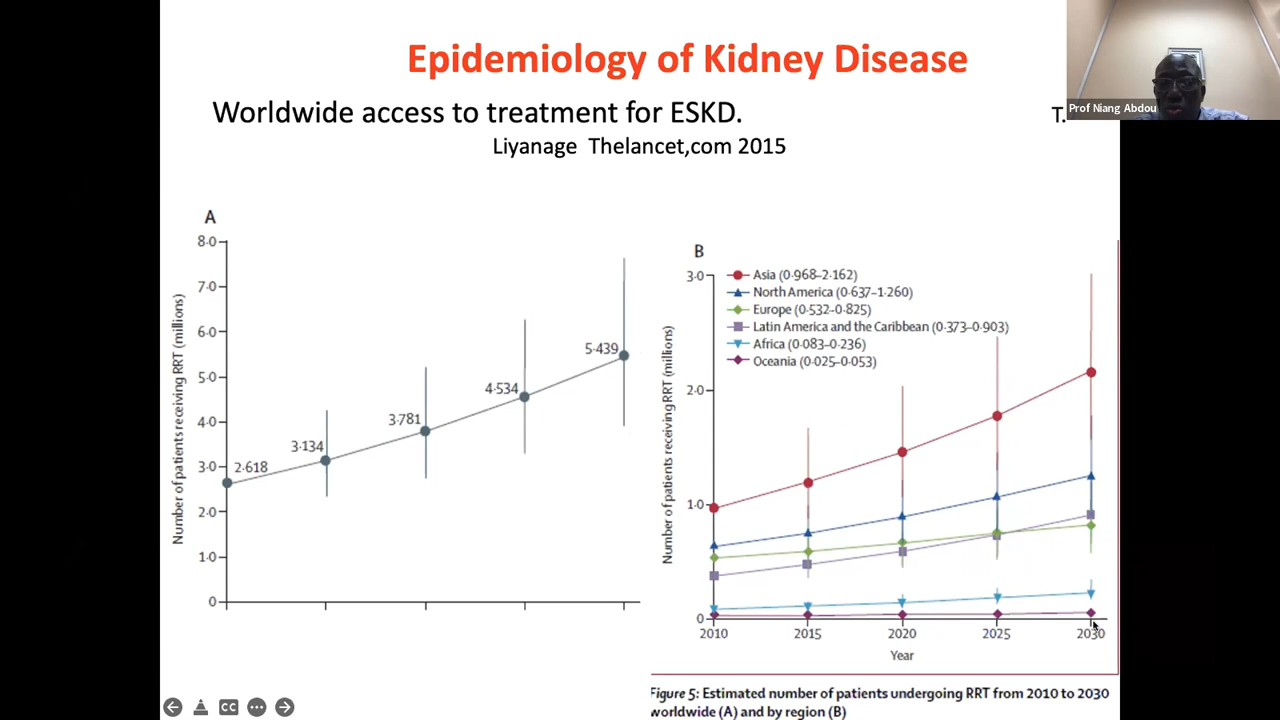 Epidemiology of Kidney Disease
Prof Niang Abdou
Worldwide access to treatment for ESKD.
T.
Liyanage Thelancet,com 2015
A
8·0
7·0
6·0
5·0
4·0
3·0
2·0
1·0
0
Number of patients receiving RRT (millions)
2·618
3·134
3·781
4·534
5·439
B
3·0
2·0
1·0
0
Number of patients receiving RRT (millions)
Asia (0·968–2·162)
North America (0·637–1·260)
Europe (0·532–0·825)
Latin America and the Caribbean (0·373–0·903)
Africa (0·083–0·236)
Oceania (0·025–0·053)
2010 2015 2020 2025 2030
Year
Figure 5: Estimated number of patients undergoing RRT from 2010 to 2030
worldwide (A) and by region (B)
CC